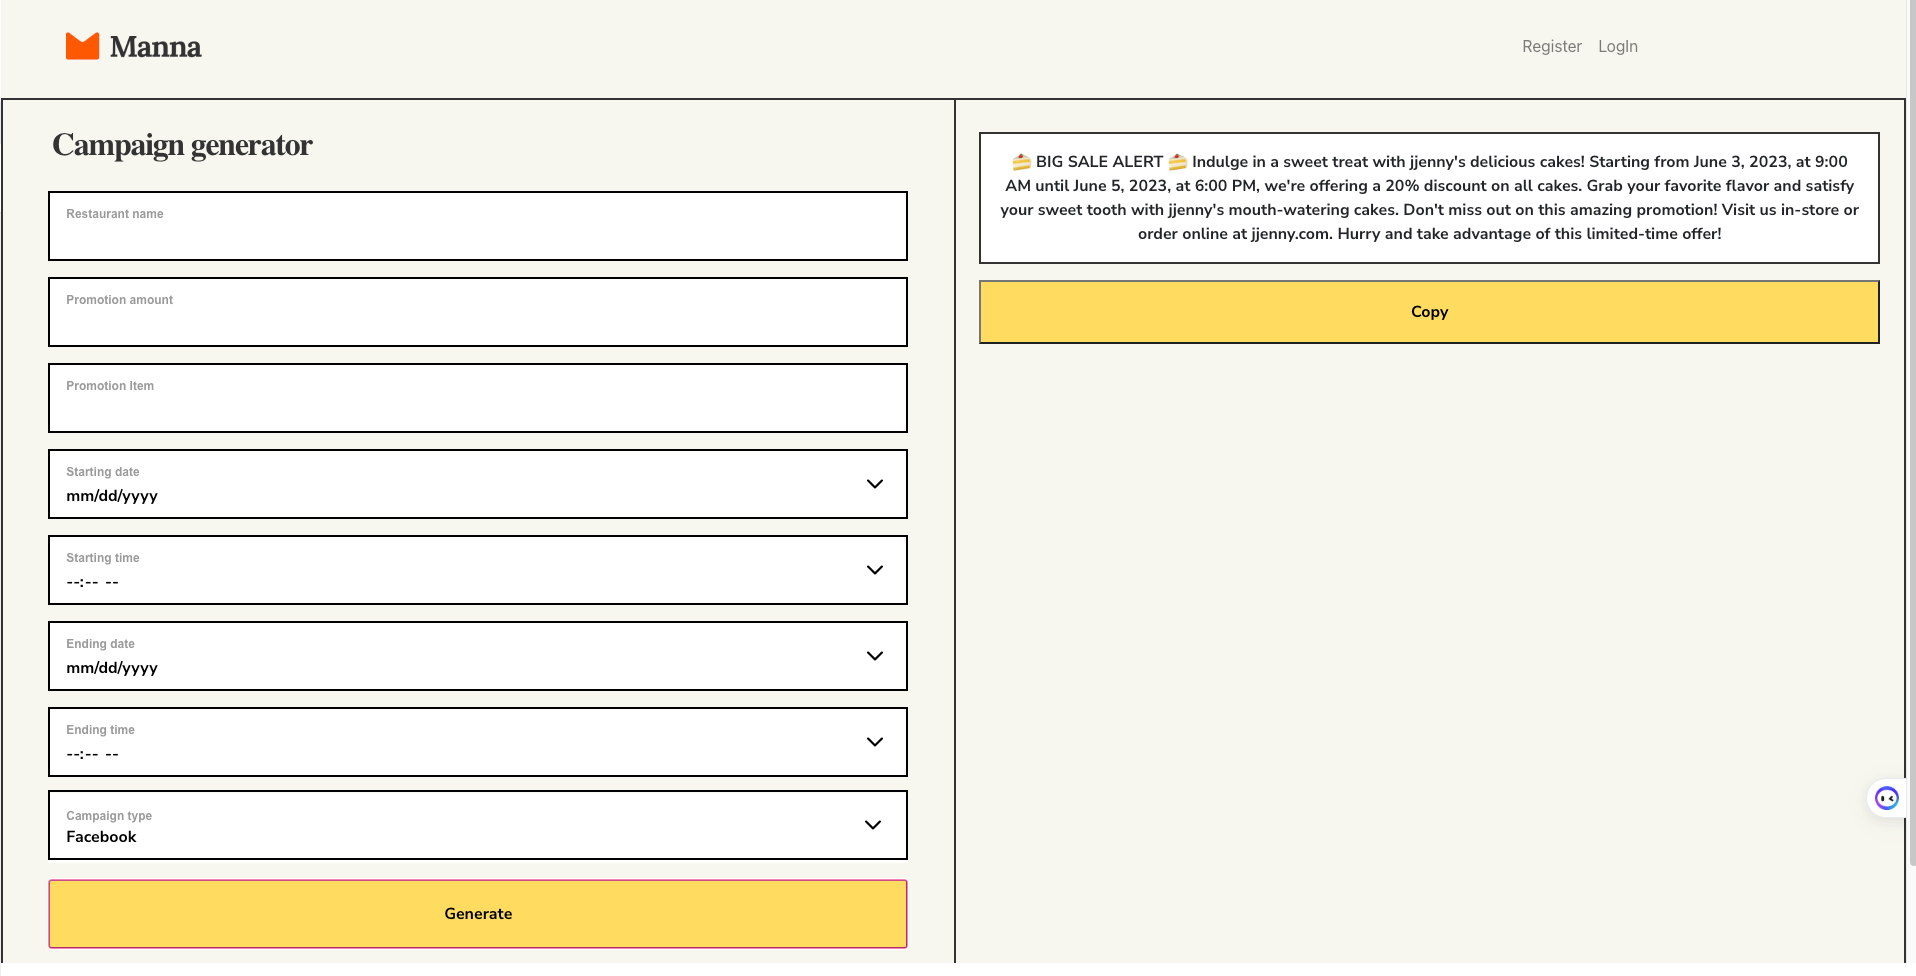 Manna
Register LogIn
Campaign generator
Restaurant name
Promotion amount
Promotion Item
Starting date
mm/dd/yyyy
Starting time
--:-- --
Ending date
mm/dd/yyyy
Ending time
--:-- --
Campaign type
Facebook
Generate
🍰 BIG SALE ALERT 🍰 Indulge in a sweet treat with jjenny's delicious cakes! Starting from June 3, 2023, at 9:00
AM until June 5, 2023, at 6:00 PM, we're offering a 20% discount on all cakes. Grab your favorite flavor and satisfy
your sweet tooth with jjenny's mouth-watering cakes. Don't miss out on this amazing promotion! Visit us in-store or
order online at jjenny.com. Hurry and take advantage of this limited-time offer!
Copy